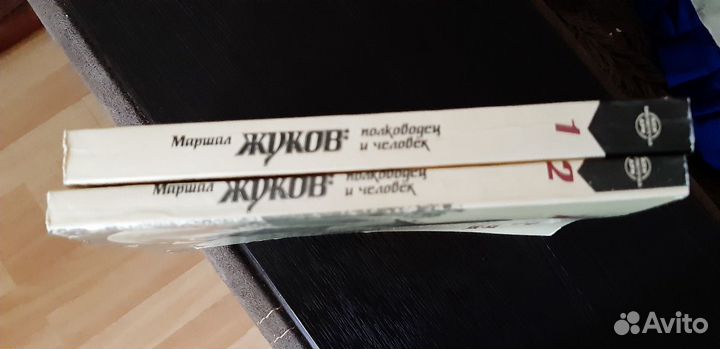 Маршал ЖУКОВ: полководец
и человек
1
Маршал ЖУКОВ: полководец
и человек
2
Avito